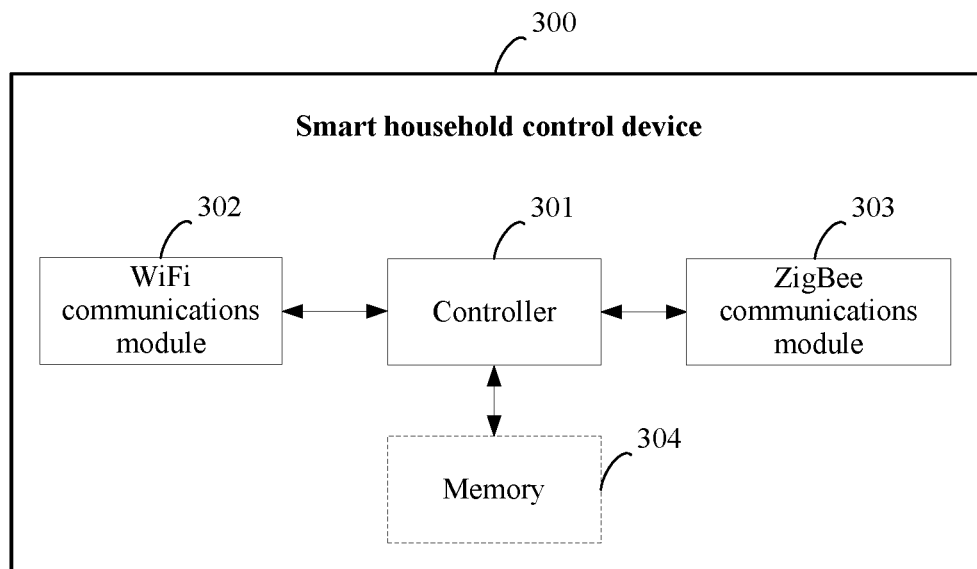 300
Smart household control device
302
301
303
WiFi
communications
module
Controller
ZigBee
communications
module
304
Memory